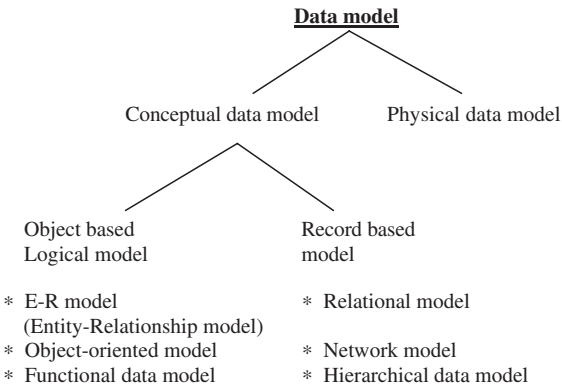 Data model
Conceptual data model
Physical data model
Object based
Logical model
Record based
model
* E-R model
(Entity-Relationship model)
* Object-oriented model
* Functional data model
* Relational model
* Network model
* Hierarchical data model